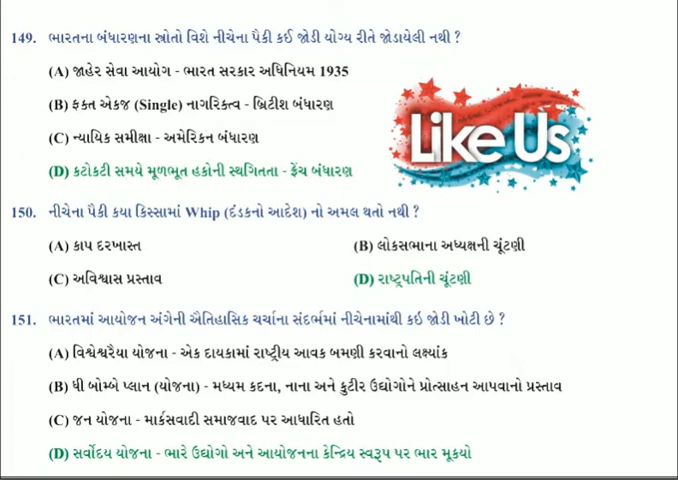 149. ભારતના બંધારણના સ્ત્રોતો વિશે નીચેના પૈકી કઈ જોડી યોગ્ય રીતે જોડાયેલી નથી ?
(A) જાહેર સેવા આયોગ - ભારત સરકાર અધિનિયમ 1935
(B) ફક્ત એકજ (Single) નાગરિક્ત્વ - બ્રિટીશ બંધારણ
(C) ન્યાયિક સમીક્ષા - અમેરિકન બંધારણ
(D) કટોકટી સમયે મૂળભૂત હકોની સ્થગિતતા - ફ્રેંચ બંધારણ
Like Us
150. નીચેના પૈકી કયા કિસ્સામાં Whip (દંડકનો આદેશ) નો અમલ થતો નથી ?
(A) કાપ દરખાસ્ત (B) લોકસભાના અધ્યક્ષની ચૂંટણી
(C) અવિશ્વાસ પ્રસ્તાવ (D) રાષ્ટ્રપતિની ચૂંટણી
151. ભારતમાં આયોજન અંગેની ઐતિહાસિક ચર્ચાના સંદર્ભમાં નીચેનામાંથી કઇ જોડી ખોટી છે ?
(A) વિશ્વેશ્વરૈયા યોજના - એક દાયકામાં રાષ્ટ્રીય આવક બમણી કરવાનો લક્ષ્યાંક
(B) ધી બોમ્બે પ્લાન (યોજના) - મધ્યમ કદના, નાના અને કુટીર ઉદ્યોગોને પ્રોત્સાહન આપવાનો પ્રસ્તાવ
(C) જન યોજના - માર્કસવાદી સમાજવાદ પર આધારિત હતો
(D) સર્વોદય યોજના - ભારે ઉદ્યોગો અને આયોજનના કેન્દ્રિય સ્વરૂપ પર ભાર મૂકયો